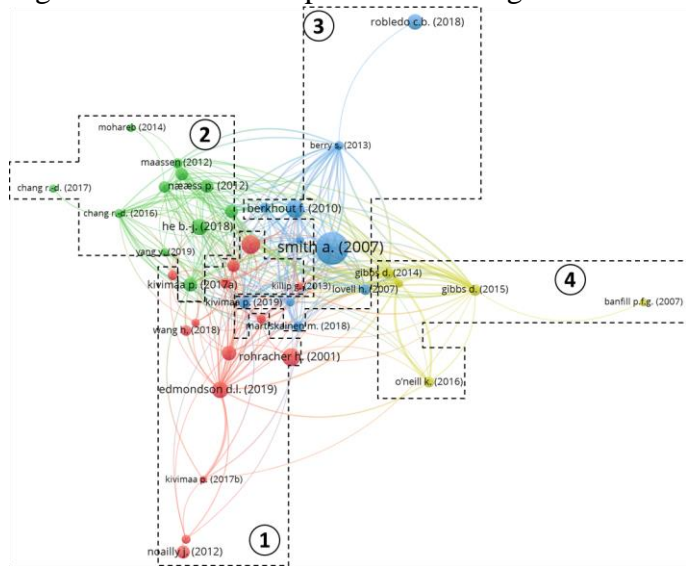 3
robledo c.b. (2018)
mohareb (2014)
2
berry s. (2013)
maassen (2012)
chang r.-d. (2017)
næess p. (2012)
chang r.-d. (2016)
berkhout f. (2010)
he b.-j. (2018)
smith a. (2007)
yang y. (2019)
gibbs d. (2014)
4
kivimaa p. (2017a)
killip g. (2013)
lovell h. (2007)
gibbs d. (2015)
banfill p.f.g. (2007)
kivimaa p. (2019)
wang h. (2018)
martiskainen m. (2018)
rohracher h. (2001)
o'neill k. (2016)
edmondson d.l. (2019)
kivimaa p. (2017b)
1
noailly j. (2012)